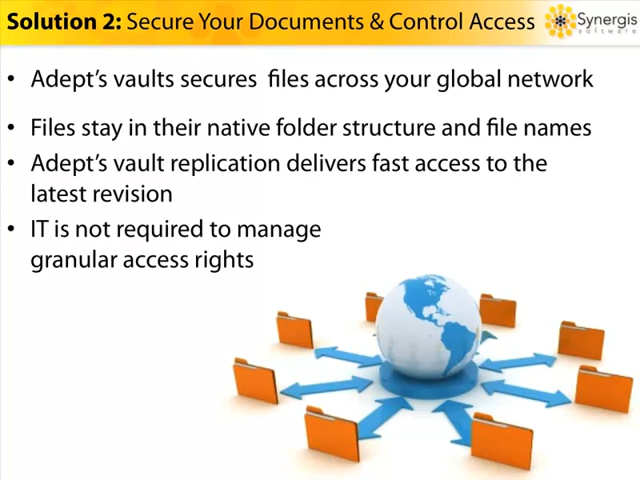 Solution 2: Secure Your Documents & Control Access
Synergis
software
• Adept's vaults secures files across your global network
• Files stay in their native folder structure and file names
• Adept's vault replication delivers fast access to the
latest revision
• IT is not required to manage
granular access rights